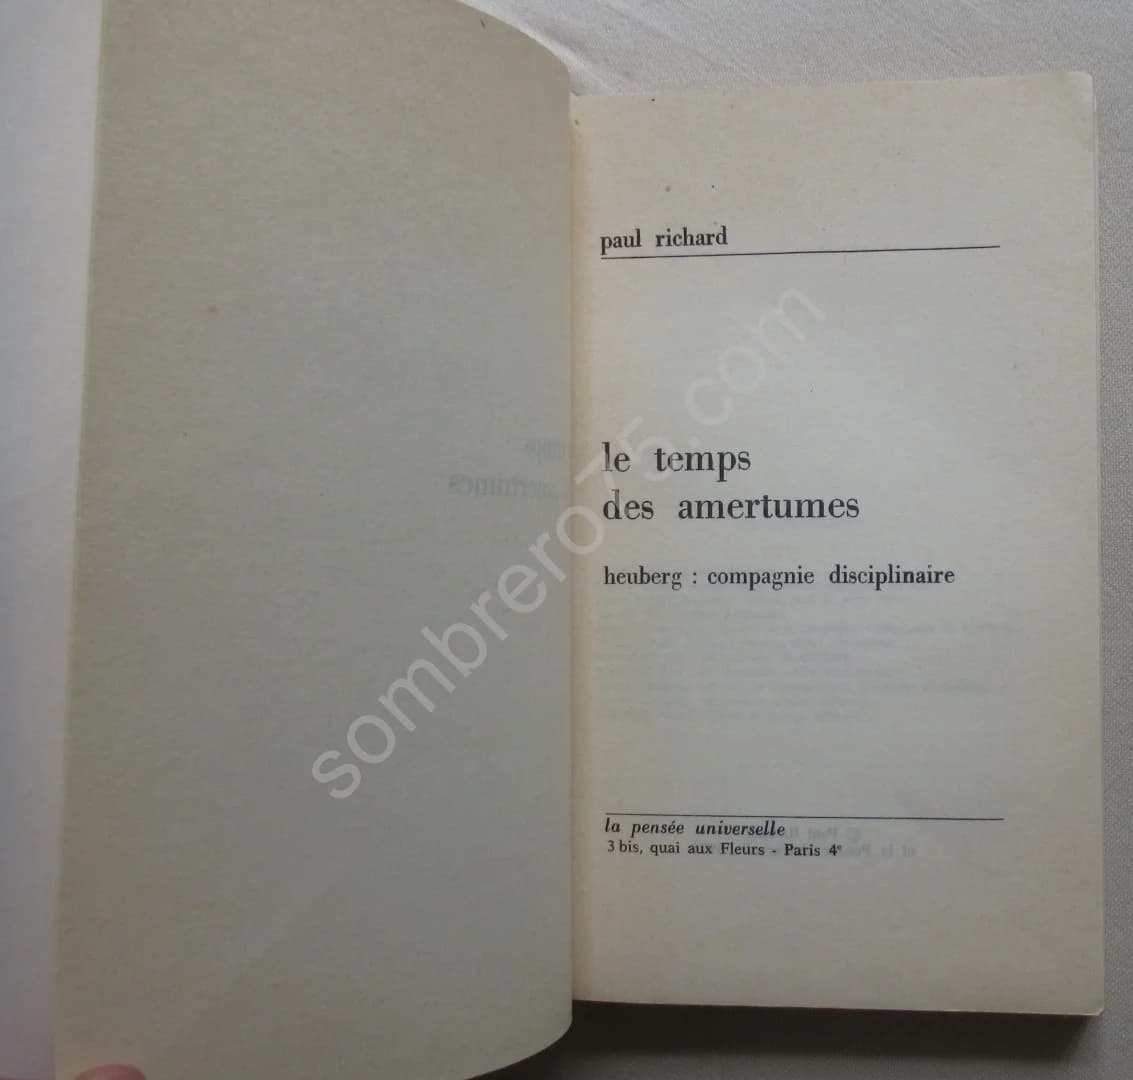 paul richard
le temps
des amertumes
heuberg : compagnie disciplinaire
la pensée universelle
3 bis, quai aux Fleurs - Paris 4e
sombrero75.com